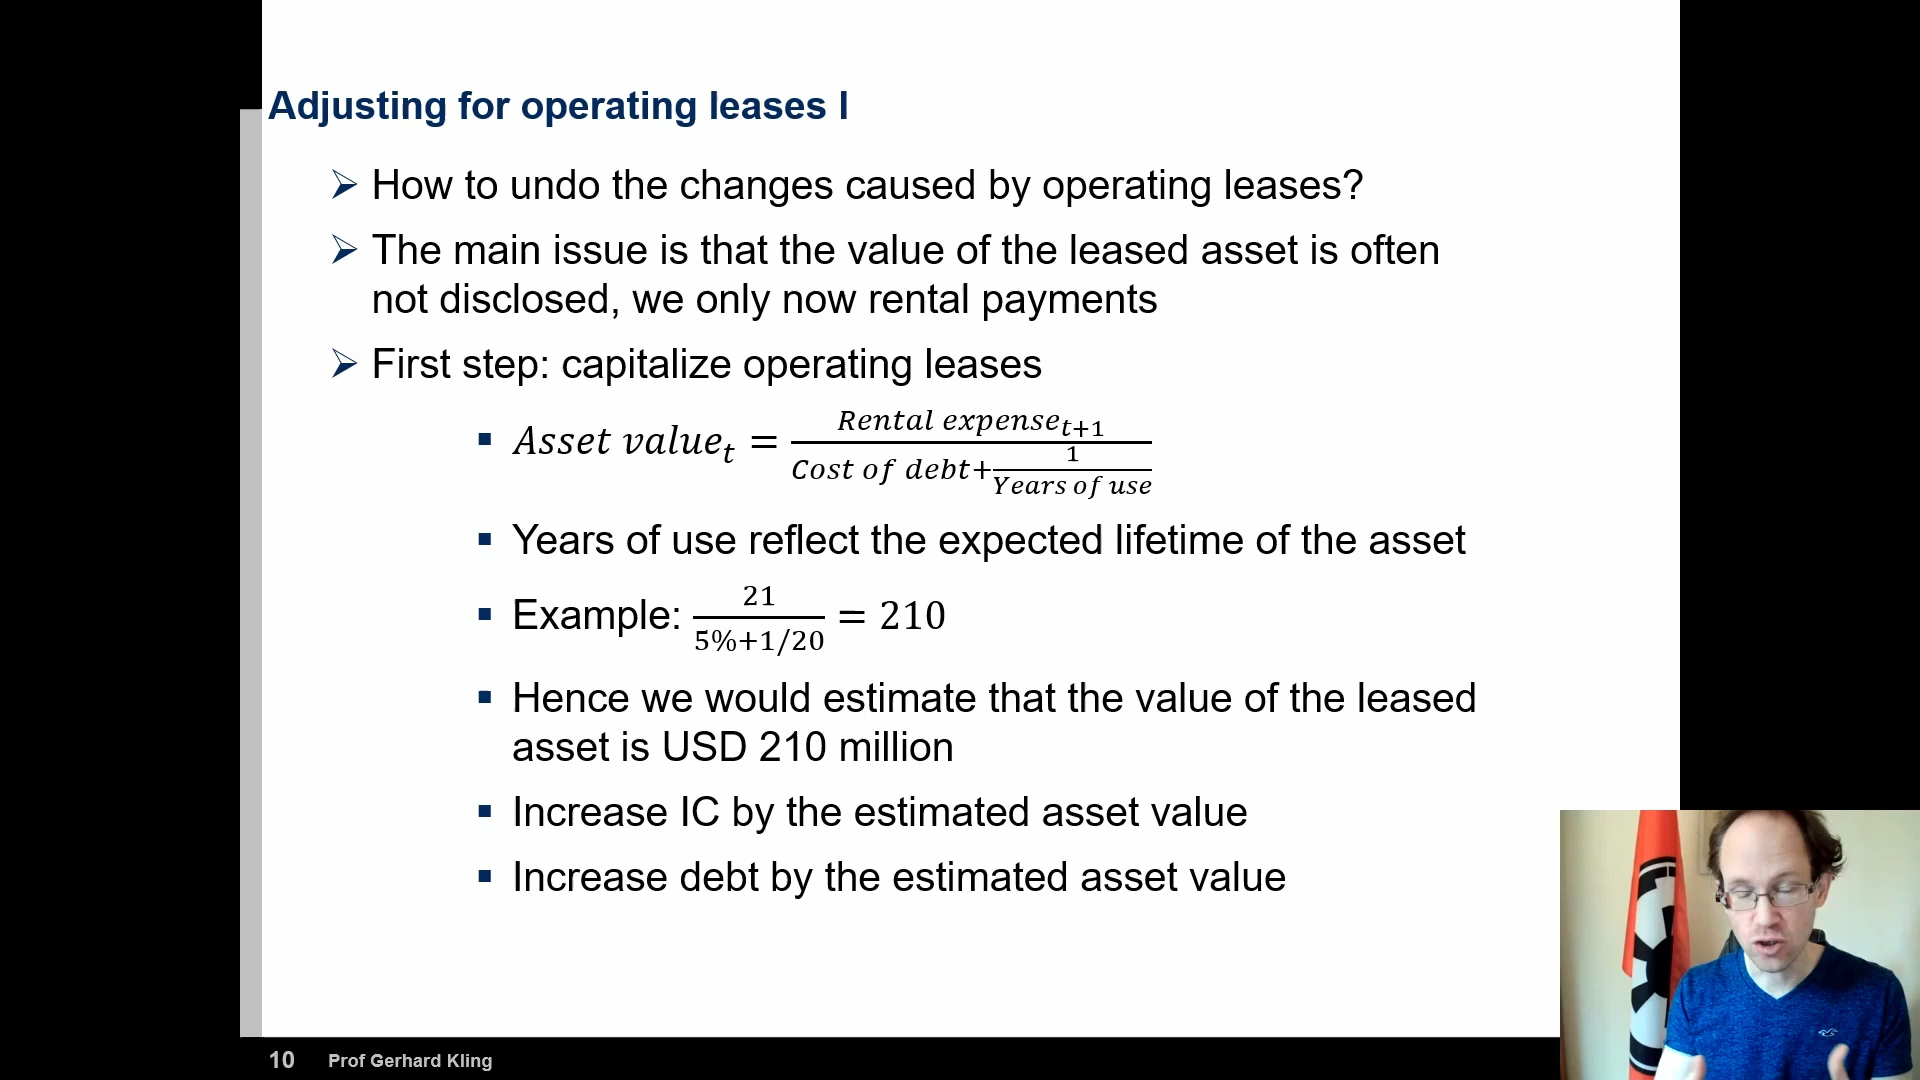 Adjusting for operating leases I
➢ How to undo the changes caused by operating leases?
➢ The main issue is that the value of the leased asset is often
not disclosed, we only now rental payments
➢ First step: capitalize operating leases
▪ Asset value_t = Rental expense_{t+1} / (Cost of debt + 1/Years of use)
▪ Years of use reflect the expected lifetime of the asset
▪ Example: 21 / (5%+1/20) = 210
▪ Hence we would estimate that the value of the leased
asset is USD 210 million
▪ Increase IC by the estimated asset value
▪ Increase debt by the estimated asset value
10 Prof Gerhard Kling